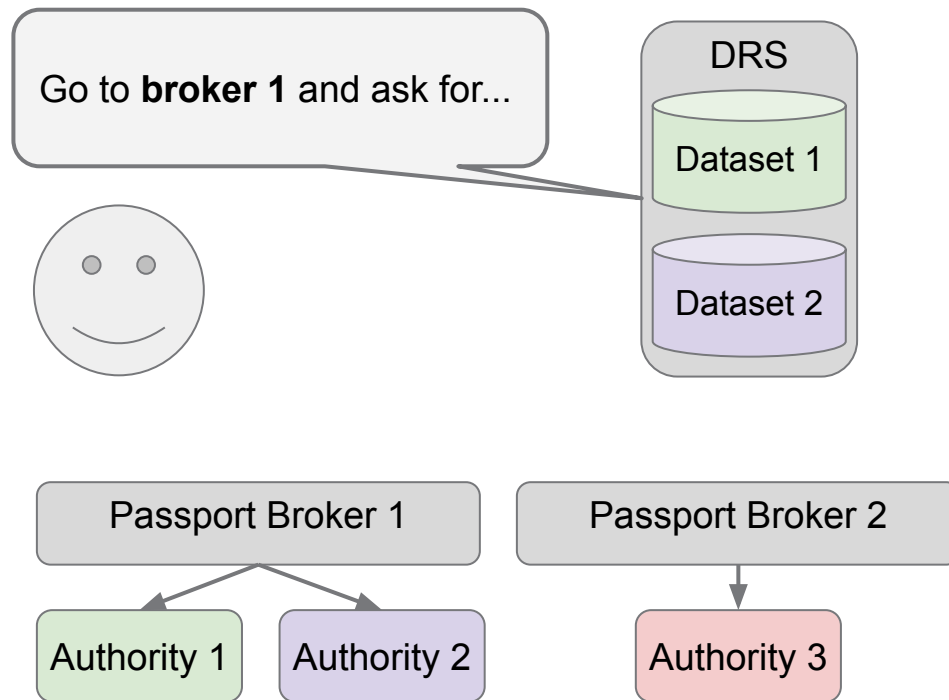 Go to broker 1 and ask for...
DRS
Dataset 1
Dataset 2
Passport Broker 1
Passport Broker 2
Authority 1
Authority 2
Authority 3